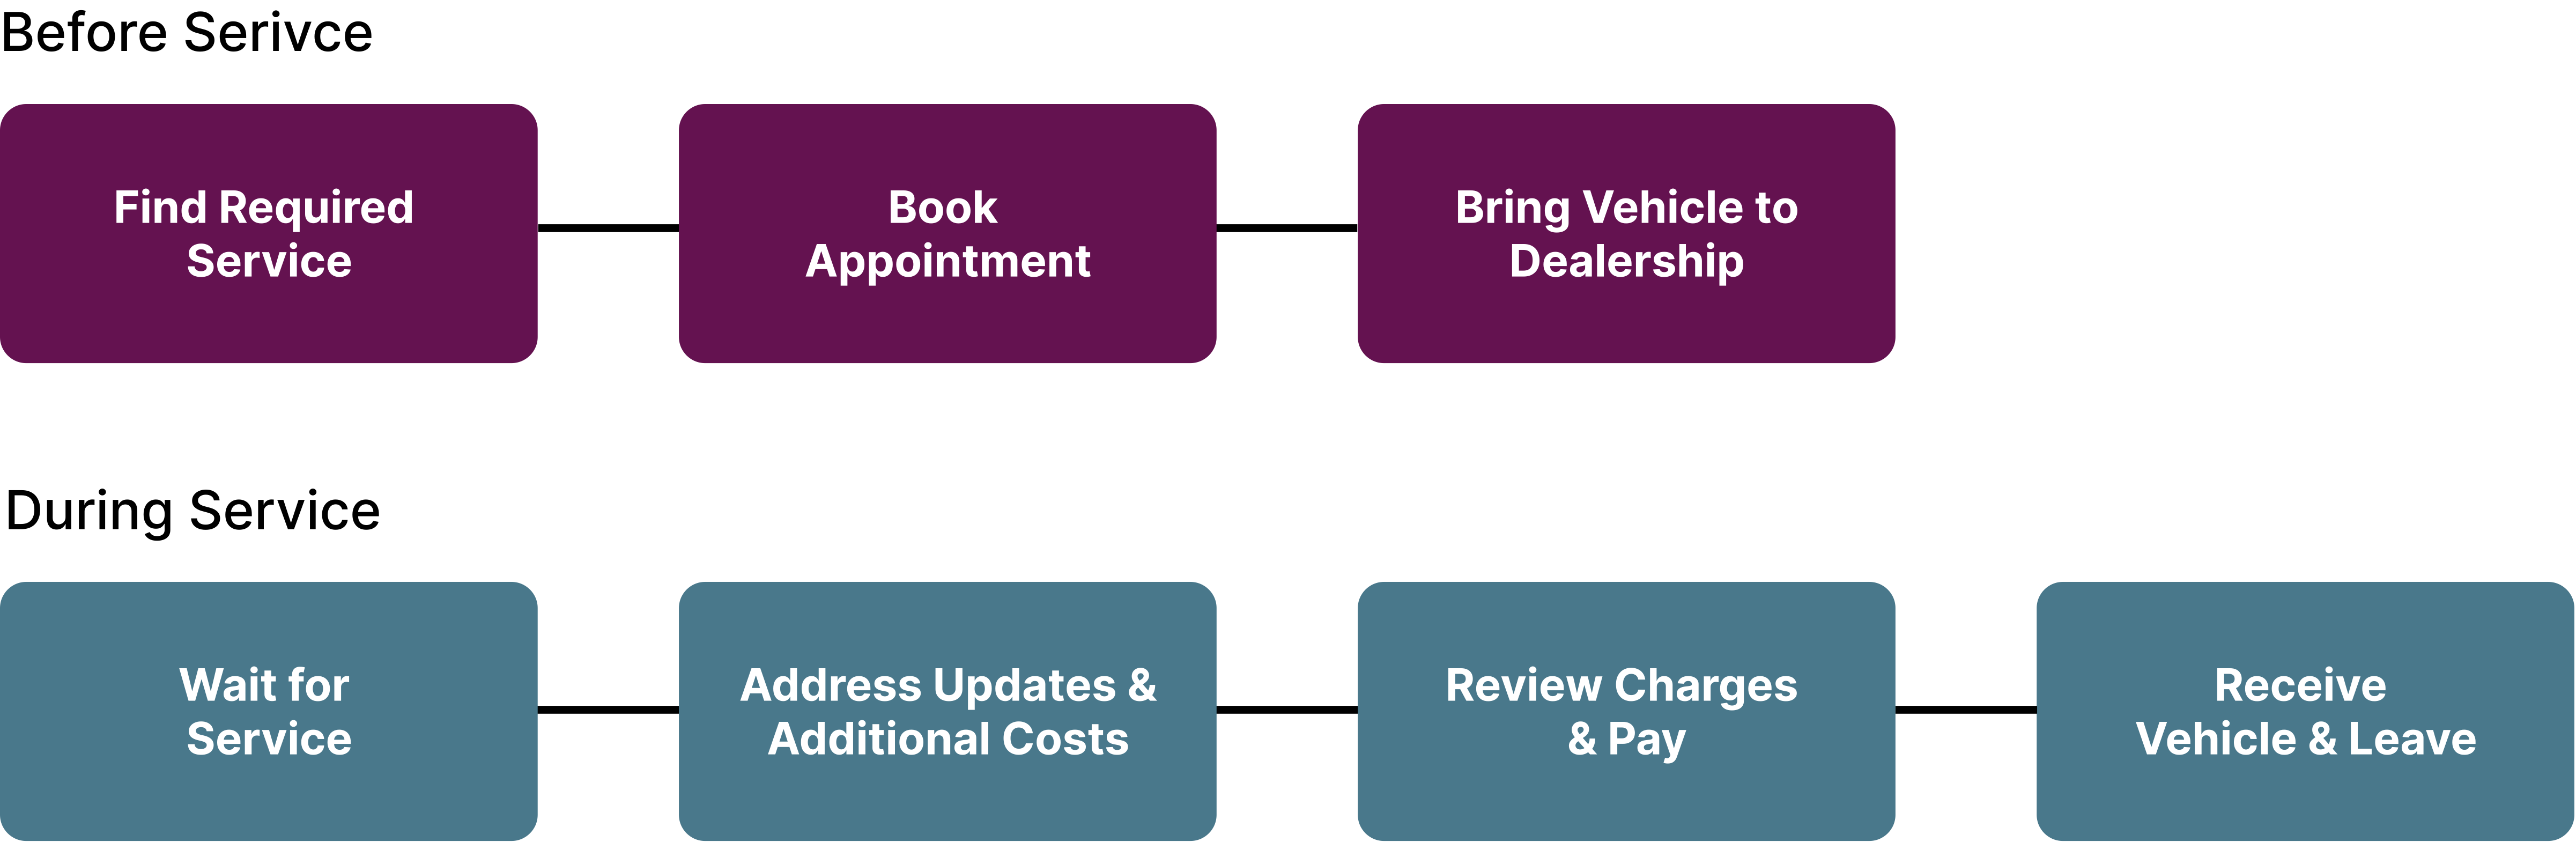 Before Serivce
Find Required
Service
Book
Appointment
Bring Vehicle to
Dealership
During Service
Wait for
Service
Address Updates &
Additional Costs
Review Charges
& Pay
Receive
Vehicle & Leave